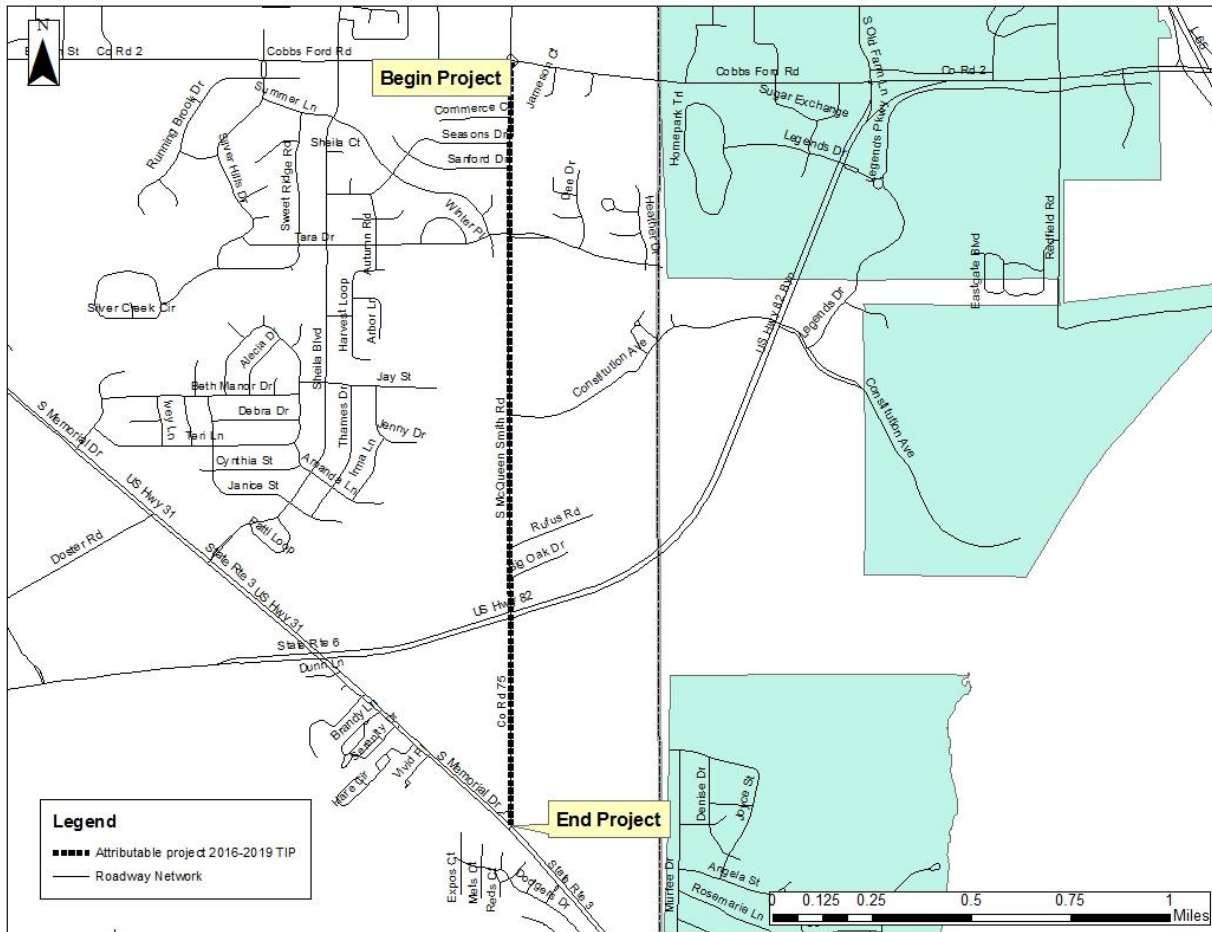 N
Co Rd 2
Cobbs Ford Rd
Begin Project
Jameson Ct
Cobbs Ford Rd
S Old Farm Ln
Co Rd 2
I- 65
Running Brook Dr
Summer Ln
Commerce C
Sugar Exchange
Seasons Dr
Sheila Ct
Silver Hills Dr
Sanford Dr
Homepark Trl
Legends Dr
Legends Pkwy
Sweet Ridge Rd
Dee Dr
Heather Dr
Winter Pl
Autumn Rd
Tara Dr
Redfield Rd
Eastgate Blvd
Silver Creek Cir
Harvest Loop
Arbor Ln
US Hwy 82 Byp
Legends Dr
Sheila Blvd
Alecia D
Constitution Ave
Jay St
Beth Manor Dr
Constitution Ave
S Memorial Dr
wey Ln
Debra Dr
Teri Ln
Thames Dr
Jenny Dr
Irma Ln
Cynthia St
Amanda Ln
Janice St
S McQueen Smith Rd
US Hwy 31
Patti Loop
Rufus Rd
Doster Rd
Big Oak Dr
State Rte 3 US Hwy 31
US Hwy 82
State Rte 6
Dunn Ln
Co Rd 75
Brandy Ln
Serenity
Vivid R
Hare Cir
S Memorial Dr
Denise Dr
Joyce St
End Project
Legend
Attributable project 2016-2019 TIP
Roadway Network
Expos Ct
Mets Ct
Reds Ct
Dodgers Dr
State Rte 3
Murfee Dr
Angela St
Rosemarie Ln
0 0.125 0.25 0.5 0.75 1
Miles